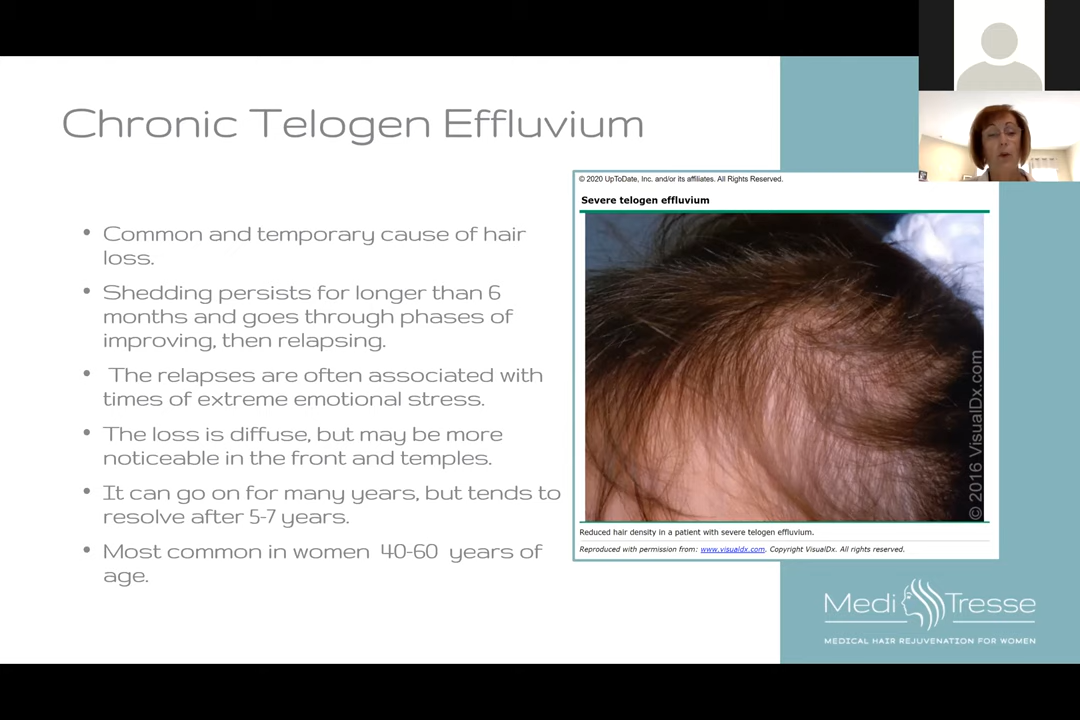 Chronic Telogen Effluvium
• Common and temporary cause of hair
loss.
• Shedding persists for longer than 6
months and goes through phases of
improving, then relapsing.
• The relapses are often associated with
times of extreme emotional stress.
• The loss is diffuse, but may be more
noticeable in the front and temples.
• It can go on for many years, but tends to
resolve after 5-7 years.
• Most common in women 40-60 years of
age.
© 2020 UpToDate, Inc. and/or its affiliates. All Rights Reserved.
Severe telogen effluvium
© 2016 VisualDx.com
Reduced hair density in a patient with severe telogen effluvium.
Reproduced with permission from: www.visualdx.com. Copyright VisualDx. All rights reserved.
Medi Tresse
MEDICAL HAIR REJUVENATION FOR WOMEN